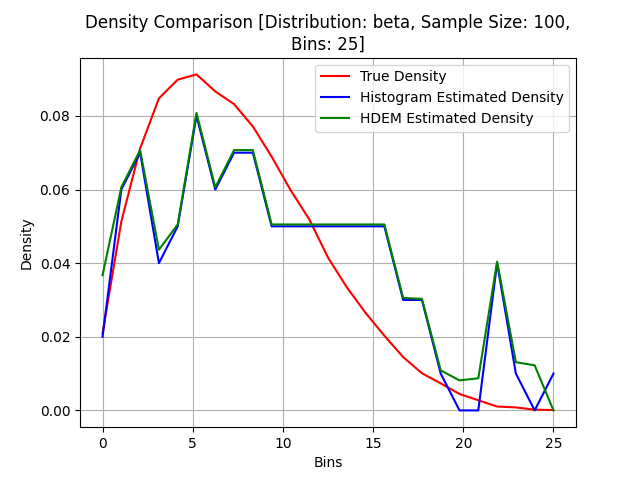 Density Comparison [Distribution: beta, Sample Size: 100,
Bins: 25]
True Density
Histogram Estimated Density
HDEM Estimated Density
Density
0.08
0.06
0.04
0.02
0.00
0
5
10
15
20
25
Bins